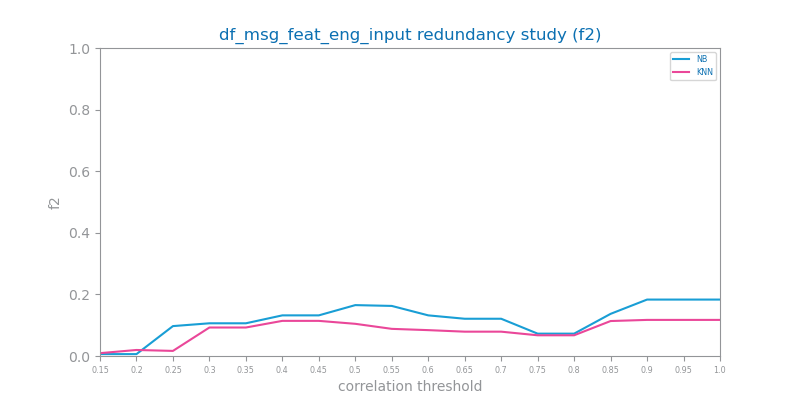 df_msg_feat_eng_input redundancy study (f2)
1.0
0.8
0.6
0.4
0.2
0.0
f2
NB
KNN
0.15 0.2 0.25 0.3 0.35 0.4 0.45 0.5 0.55 0.6 0.65 0.7 0.75 0.8 0.85 0.9 0.95 1.0
correlation threshold